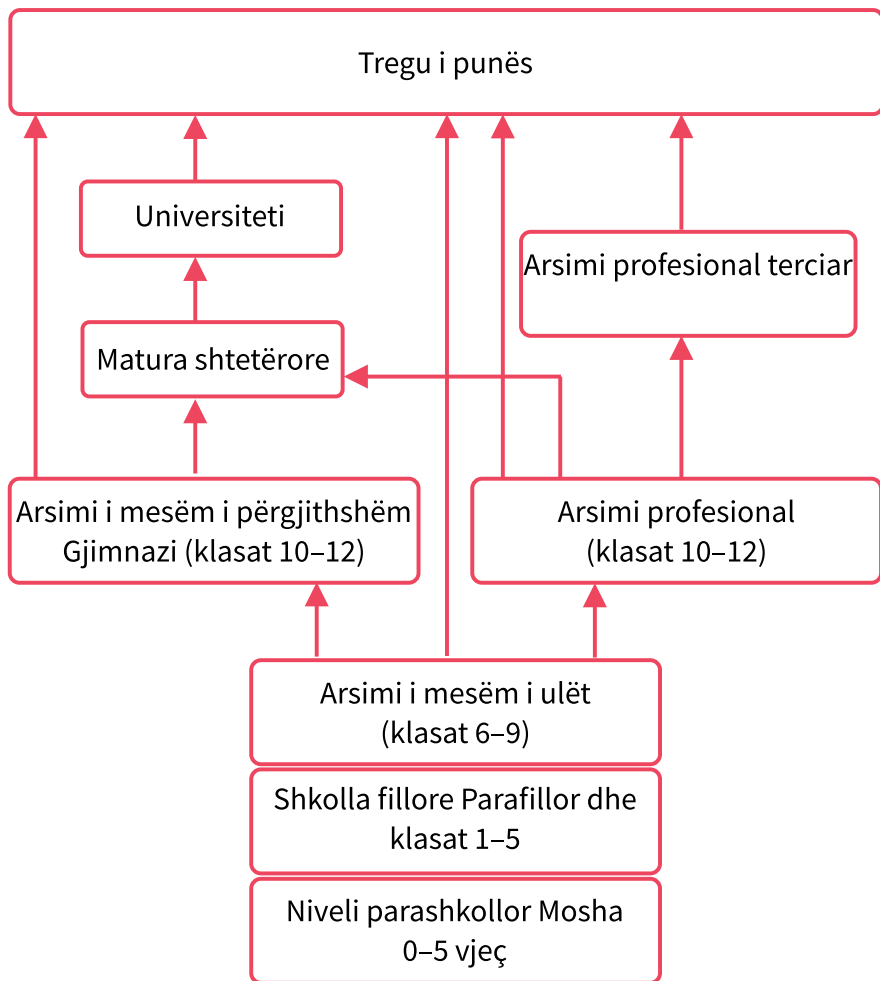 Tregu i punës
Universiteti
Arsimi profesional terciar
Matura shtetërore
Arsimi i mesëm i përgjithshëm
Gjimnazi (klasat 10–12)
Arsimi profesional
(klasat 10–12)
Arsimi i mesëm i ulët
(klasat 6–9)
Shkolla fillore Parafillor dhe
klasat 1–5
Niveli parashkollor Mosha
0–5 vjeç